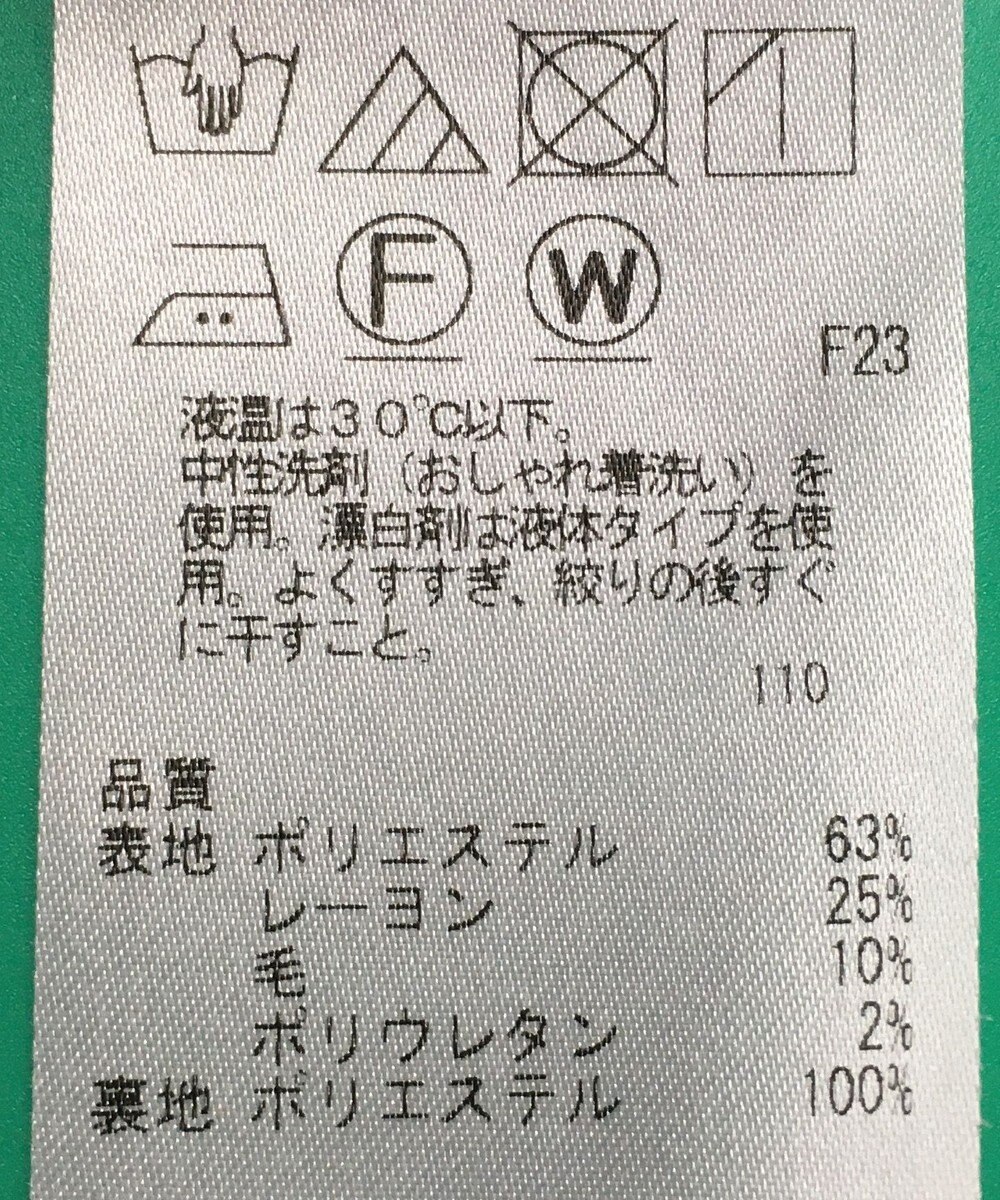 F W
F23
液温は30℃以下。
中性洗剤(おしゃれ着洗い)を
使用。漂白剤は液体タイプを使
用。よくすすぎ、絞りの後すぐ
に干すこと。
110
品質
表地 ポリエステル 63%
レーヨン 25%
毛 10%
ポリウレタン 2%
裏地 ポリエステル 100%